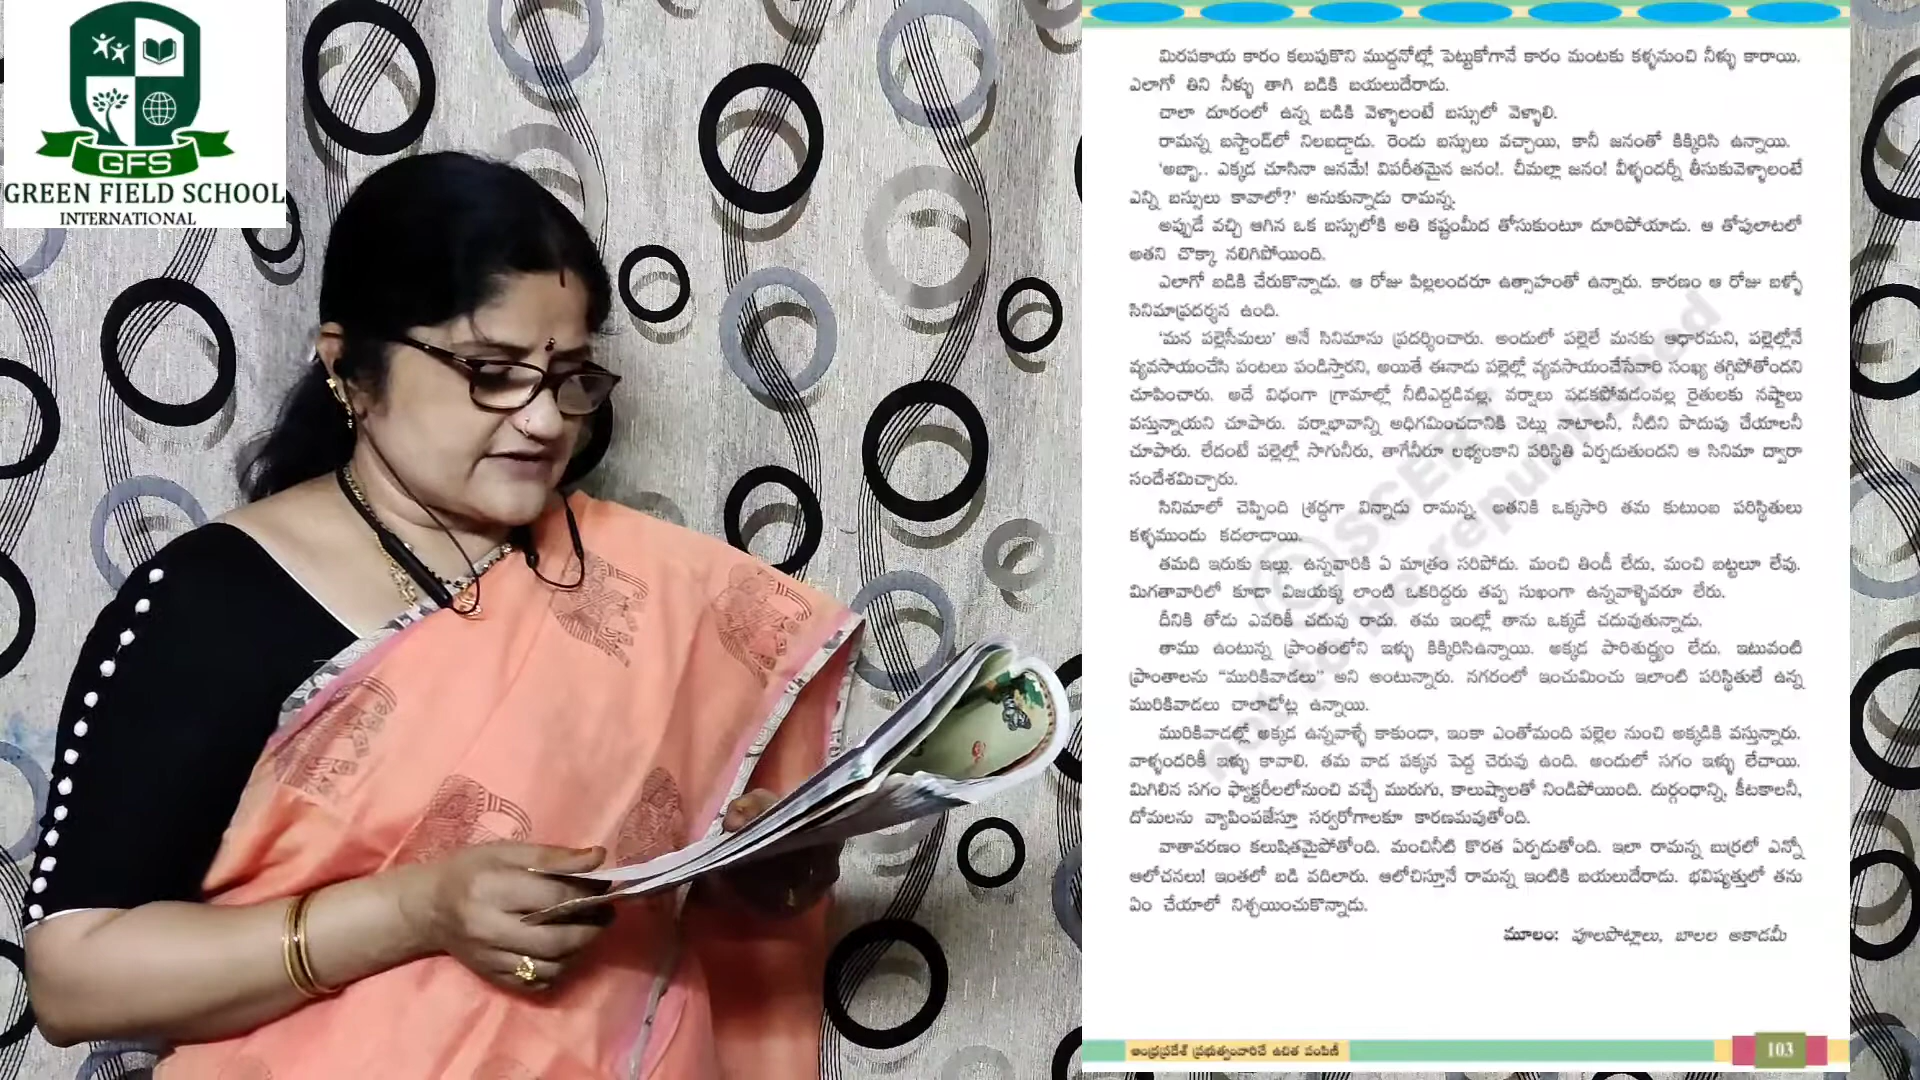 GFS
GREEN FIELD SCHOOL
INTERNATIONAL
మిరపకాయ కారం కలుపుకొని ముద్దనోట్లో పెట్టుకోగానే కారం మంటకు కళ్ళనుంచి నీళ్ళు కారాయి.
ఎలాగో తిని నీళ్ళు తాగి బడికి బయలుదేరాడు.
చాలా దూరంలో ఉన్న బడికి వెళ్ళాలంటే బస్సులో వెళ్ళాలి.
రామన్న బస్టాండ్‌లో నిలబడ్డాడు. రెండు బస్సులు వచ్చాయి, కానీ జనంతో కిక్కిరిసి ఉన్నాయి.
'అబ్బా.. ఎక్కడ చూసినా జనమే! విపరీతమైన జనం!. చీమల్లా జనం! వీళ్ళందర్నీ తీసుకువెళ్ళాలంటే
ఎన్ని బస్సులు కావాలో?' అనుకున్నాడు రామన్న.
అప్పుడే వచ్చి ఆగిన ఒక బస్సులోకి అతి కష్టంమీద తోసుకుంటూ దూరిపోయాడు. ఆ తోపులాటలో
అతని చొక్కా నలిగిపోయింది.
ఎలాగో బడికి చేరుకొన్నాడు. ఆ రోజు పిల్లలందరూ ఉత్సాహంతో ఉన్నారు. కారణం ఆ రోజు బళ్ళో
సినిమాప్రదర్శన ఉంది.
'మన పల్లెసీమలు' అనే సినిమాను ప్రదర్శించారు. అందులో పల్లెలే మనకు ఆధారమని, పల్లెల్లోనే
వ్యవసాయంచేసి పంటలు పండిస్తారని, అయితే ఈనాడు పల్లెల్లో వ్యవసాయంచేసేవారి సంఖ్య తగ్గిపోతోందని
చూపించారు. అదే విధంగా గ్రామాల్లో నీటిఎద్దడివల్ల, వర్షాలు పడకపోవడంవల్ల రైతులకు నష్టాలు
వస్తున్నాయని చూపారు. వర్షాభావాన్ని అధిగమించడానికి చెట్లు నాటాలనీ, నీటిని పొదుపు చేయాలనీ
చూపారు. లేదంటే పల్లెల్లో సాగునీరు, తాగేనీరూ లభ్యంకాని పరిస్థితి ఏర్పడుతుందని ఆ సినిమా ద్వారా
సందేశమిచ్చారు.
సినిమాలో చెప్పింది శ్రద్ధగా విన్నాడు రామన్న. అతనికి ఒక్కసారి తమ కుటుంబ పరిస్థితులు
కళ్ళముందు కదలాడాయి.
తమది ఇరుకు ఇల్లు. ఉన్నవారికి ఏ మాత్రం సరిపోదు. మంచి తిండీ లేదు, మంచి బట్టలూ లేవు.
మిగతావారిలో కూడా విజయక్క లాంటి ఒకరిద్దరు తప్ప సుఖంగా ఉన్నవాళ్ళెవరూ లేరు.
దీనికి తోడు ఎవరికీ చదువు రాదు. తమ ఇంట్లో తాను ఒక్కడే చదువుతున్నాడు.
తాము ఉంటున్న ప్రాంతంలోని ఇళ్ళు కిక్కిరిసిఉన్నాయి. అక్కడ పారిశుద్ధ్యం లేదు. ఇటువంటి
ప్రాంతాలను "మురికివాడలు" అని అంటున్నారు. నగరంలో ఇంచుమించు ఇలాంటి పరిస్థితులే ఉన్న
మురికివాడలు చాలాచోట్ల ఉన్నాయి.
మురికివాడల్లో అక్కడ ఉన్నవాళ్ళే కాకుండా, ఇంకా ఎంతోమంది పల్లెల నుంచి అక్కడికి వస్తున్నారు.
వాళ్ళందరికీ ఇళ్ళు కావాలి. తమ వాడ పక్కన పెద్ద చెరువు ఉంది. అందులో సగం ఇళ్ళు లేచాయి.
మిగిలిన సగం ఫ్యాక్టరీలలోనుంచి వచ్చే మురుగు, కాలుష్యాలతో నిండిపోయింది. దుర్గంధాన్ని, కీటకాలనీ,
దోమలను వ్యాపింపజేస్తూ సర్వరోగాలకూ కారణమవుతోంది.
వాతావరణం కలుషితమైపోతోంది. మంచినీటి కొరత ఏర్పడుతోంది. ఇలా రామన్న బుర్రలో ఎన్నో
ఆలోచనలు! ఇంతలో బడి వదిలారు. ఆలోచిస్తూనే రామన్న ఇంటికి బయలుదేరాడు. భవిష్యత్తులో తను
ఏం చేయాలో నిశ్చయించుకొన్నాడు.
మూలం: పూలపొట్లాలు, బాలల అకాడమీ
© SCERT
not to be republished
ఆంధ్రప్రదేశ్ ప్రభుత్వంవారిచే ఉచిత పంపిణీ
103